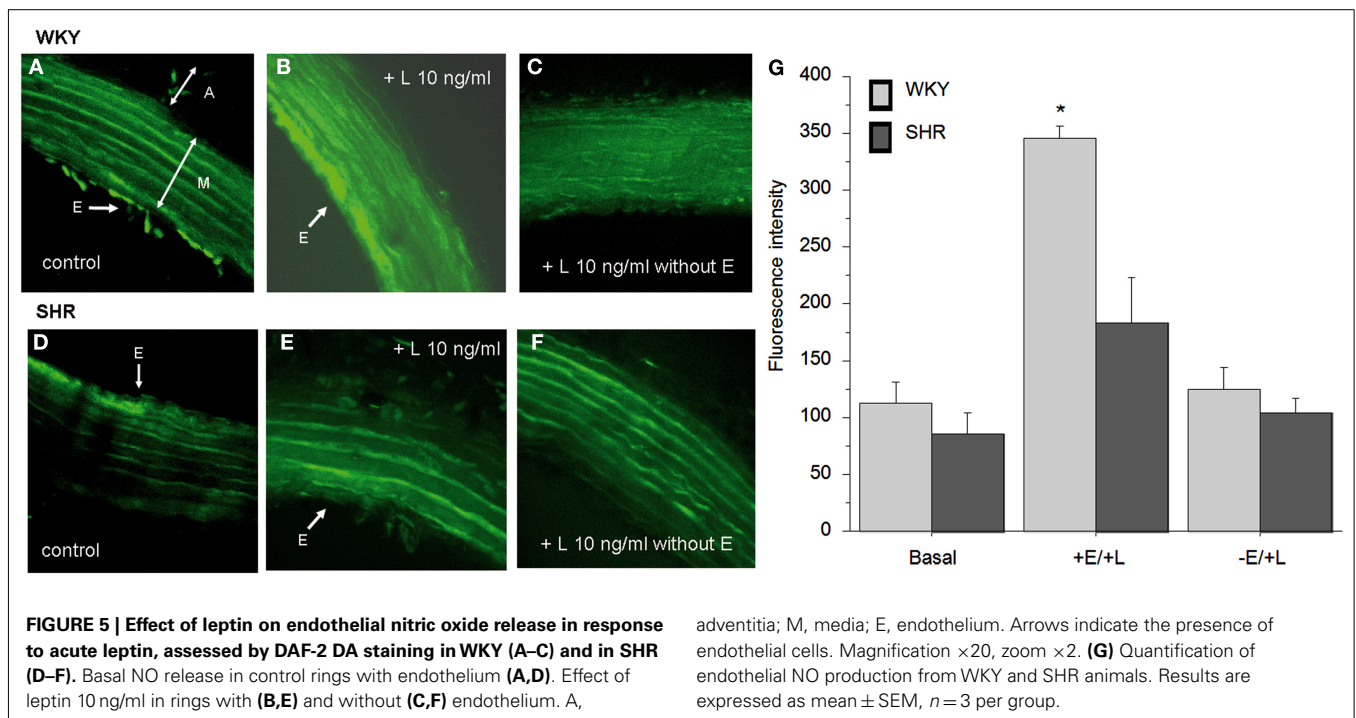 WKY
A
A
M
E
control
B
+ L 10 ng/ml
E
C
+ L 10 ng/ml without E
SHR
D
E
control
E
+ L 10 ng/ml
E
F
+ L 10 ng/ml without E
G
WKY
SHR
*
Fluorescence intensity
400
350
300
250
200
150
100
50
0
Basal +E/+L -E/+L
FIGURE 5 | Effect of leptin on endothelial nitric oxide release in response
to acute leptin, assessed by DAF-2 DA staining in WKY (A–C) and in SHR
(D–F). Basal NO release in control rings with endothelium (A,D). Effect of
leptin 10 ng/ml in rings with (B,E) and without (C,F) endothelium. A,
adventitia; M, media; E, endothelium. Arrows indicate the presence of
endothelial cells. Magnification ×20, zoom ×2. (G) Quantification of
endothelial NO production from WKY and SHR animals. Results are
expressed as mean ± SEM, n = 3 per group.